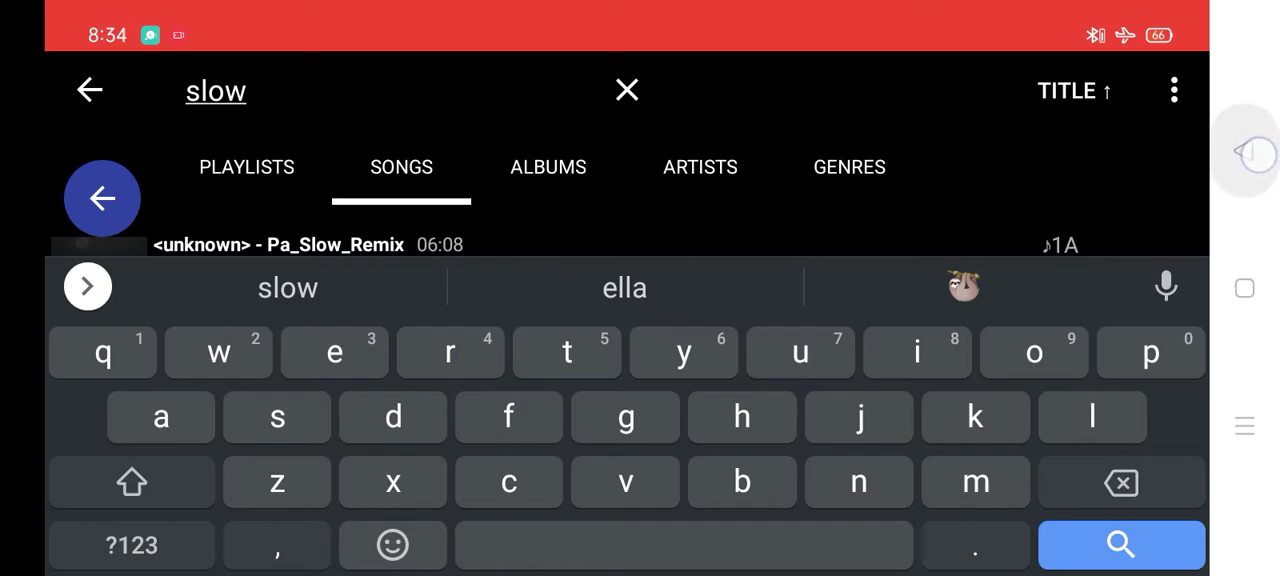 8:34 66
slow TITLE ↑
PLAYLISTS SONGS ALBUMS ARTISTS GENRES
<unknown> - Pa_Slow_Remix 06:08 ♪1A
slow ella
q 1 w 2 e 3 r 4 t 5 y 6 u 7 i 8 o 9 p 0
a s d f g h j k l
z x c v b n m
?123 , .